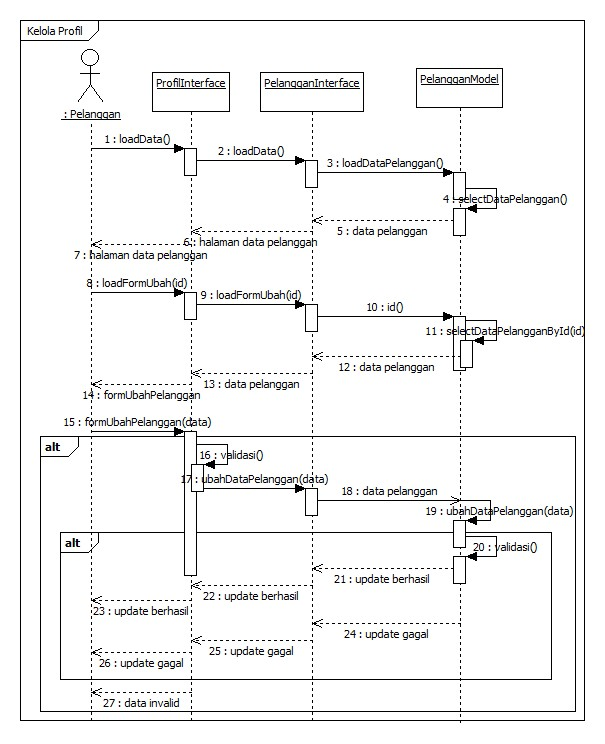 Kelola Profil
ProfilInterface
PelangganInterface
PelangganModel
: Pelanggan
1 : loadData()
2 : loadData()
3 : loadDataPelanggan()
4 : selectDataPelanggan()
5 : data pelanggan
6 : halaman data pelanggan
7 : halaman data pelanggan
8 : loadFormUbah(id)
9 : loadFormUbah(id)
10 : id()
11 : selectDataPelangganById(id)
12 : data pelanggan
13 : data pelanggan
14 : formUbahPelanggan
15 : formUbahPelanggan(data)
alt
16 : validasi()
17 : ubahDataPelanggan(data)
18 : data pelanggan
19 : ubahDataPelanggan(data)
alt
20 : validasi()
21 : update berhasil
22 : update berhasil
23 : update berhasil
24 : update gagal
25 : update gagal
26 : update gagal
27 : data invalid